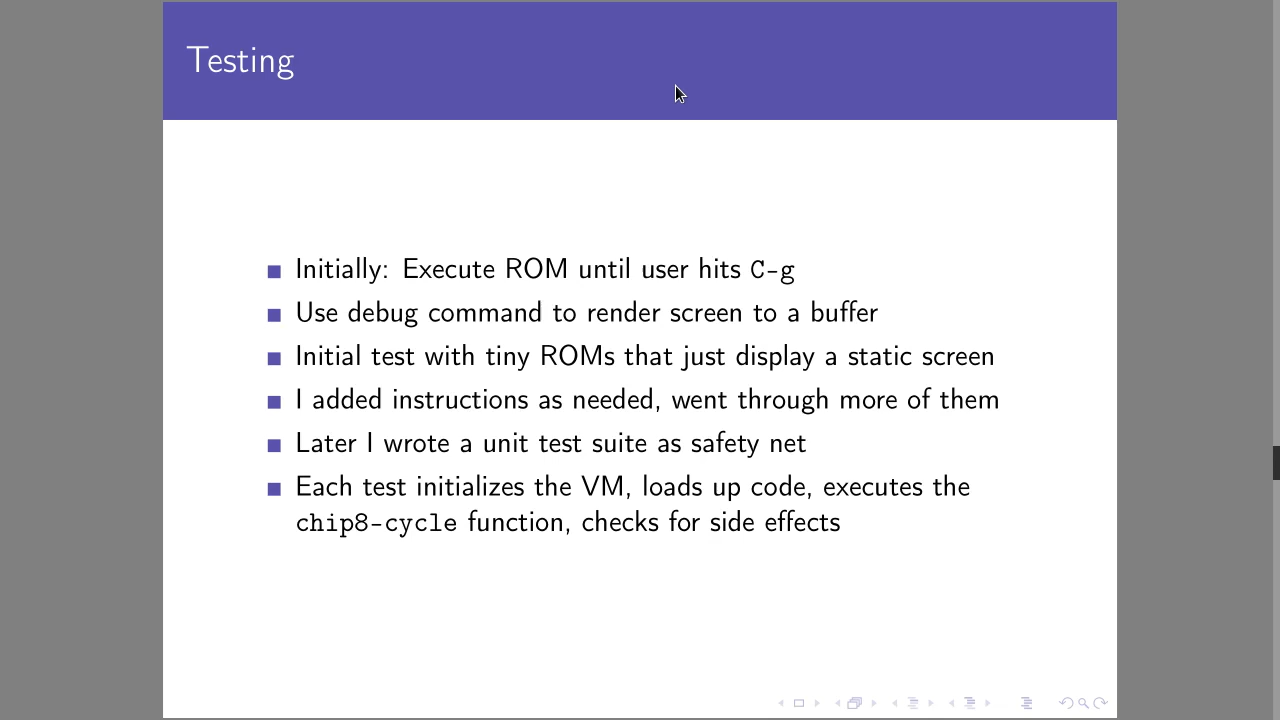 Testing
Initially: Execute ROM until user hits C-g
Use debug command to render screen to a buffer
Initial test with tiny ROMs that just display a static screen
I added instructions as needed, went through more of them
Later I wrote a unit test suite as safety net
Each test initializes the VM, loads up code, executes the
chip8-cycle function, checks for side effects